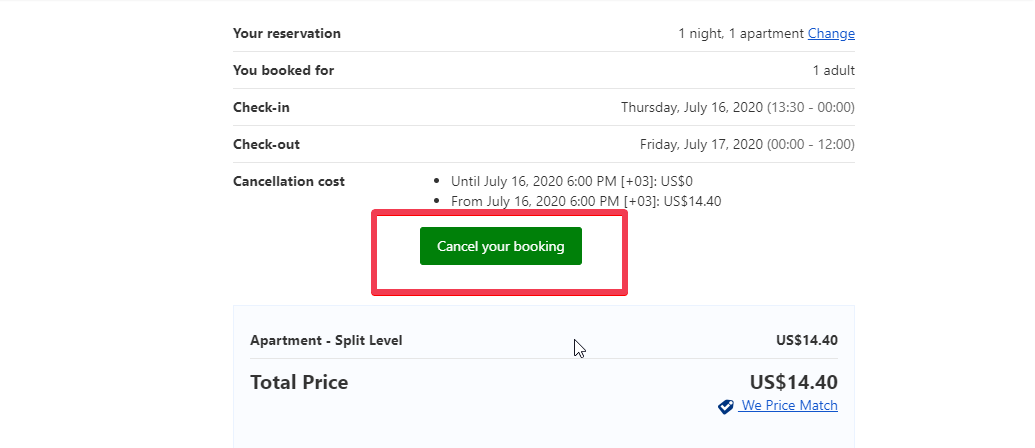 Your reservation 1 night, 1 apartment Change
You booked for 1 adult
Check-in Thursday, July 16, 2020 (13:30 - 00:00)
Check-out Friday, July 17, 2020 (00:00 - 12:00)
Cancellation cost • Until July 16, 2020 6:00 PM [+03]: US$0
• From July 16, 2020 6:00 PM [+03]: US$14.40
Cancel your booking
Apartment - Split Level US$14.40
Total Price US$14.40
We Price Match